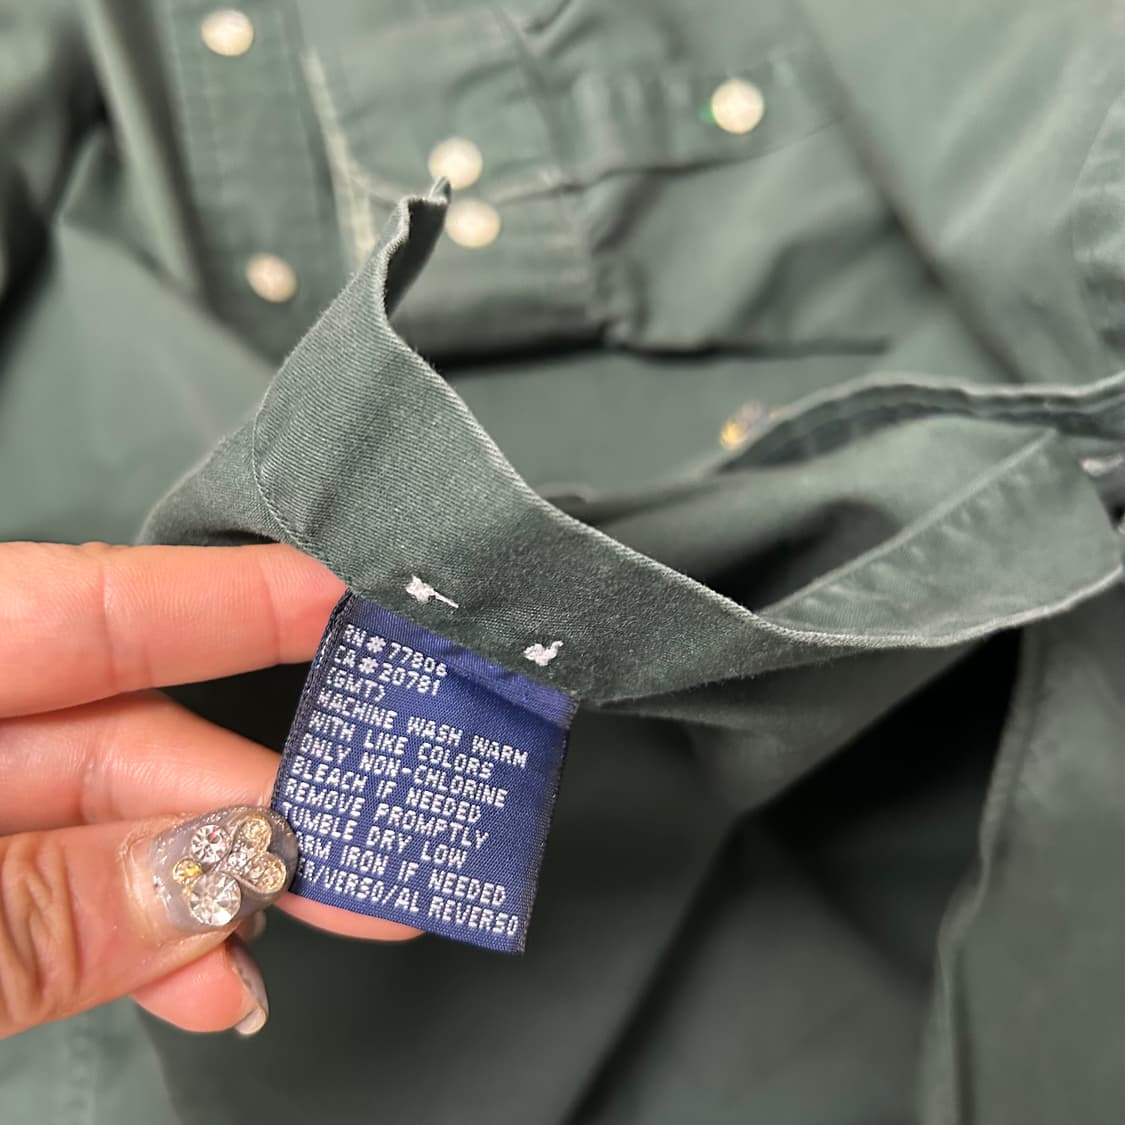 RN#77806
CA#20781
(GMT)
MACHINE WASH WARM
WITH LIKE COLORS
ONLY NON-CHLORINE
BLEACH IF NEEDED
REMOVE PROMPTLY
TUMBLE DRY LOW
RM IRON IF NEEDED
R/VERSO/AL REVERSO